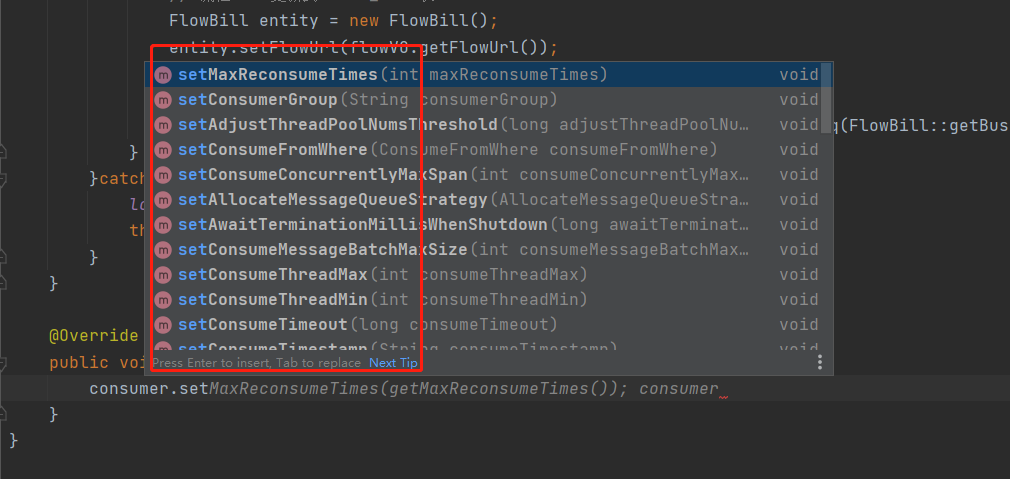 FlowBill entity = new FlowBill();
entity.setFlowUrl(flowVO.getFlowUrl());
setMaxReconsumeTimes(int maxReconsumeTimes) void
setConsumerGroup(String consumerGroup) void
setAdjustThreadPoolNumsThreshold(long adjustThreadPoolNu… void q(FlowBill::getBus
setConsumeFromWhere(ConsumeFromWhere consumeFromWhere) void
}
setConsumeConcurrentlyMaxSpan(int consumeConcurrentlyMax… void
}catch
setAllocateMessageQueueStrategy(AllocateMessageQueueStra… void
lo
setAwaitTerminationMillisWhenShutdown(long awaitTerminat… void
th
setConsumeMessageBatchMaxSize(int consumeMessageBatchMax… void
}
setConsumeThreadMax(int consumeThreadMax) void
}
setConsumeThreadMin(int consumeThreadMin) void
setConsumeTimeout(long consumeTimeout) void
@Override
setConsumeTimestamp(String consumeTimestamp) void
public voi
Press Enter to insert, Tab to replace Next Tip
consumer.setMaxReconsumeTimes(getMaxReconsumeTimes()); consumer
}
}